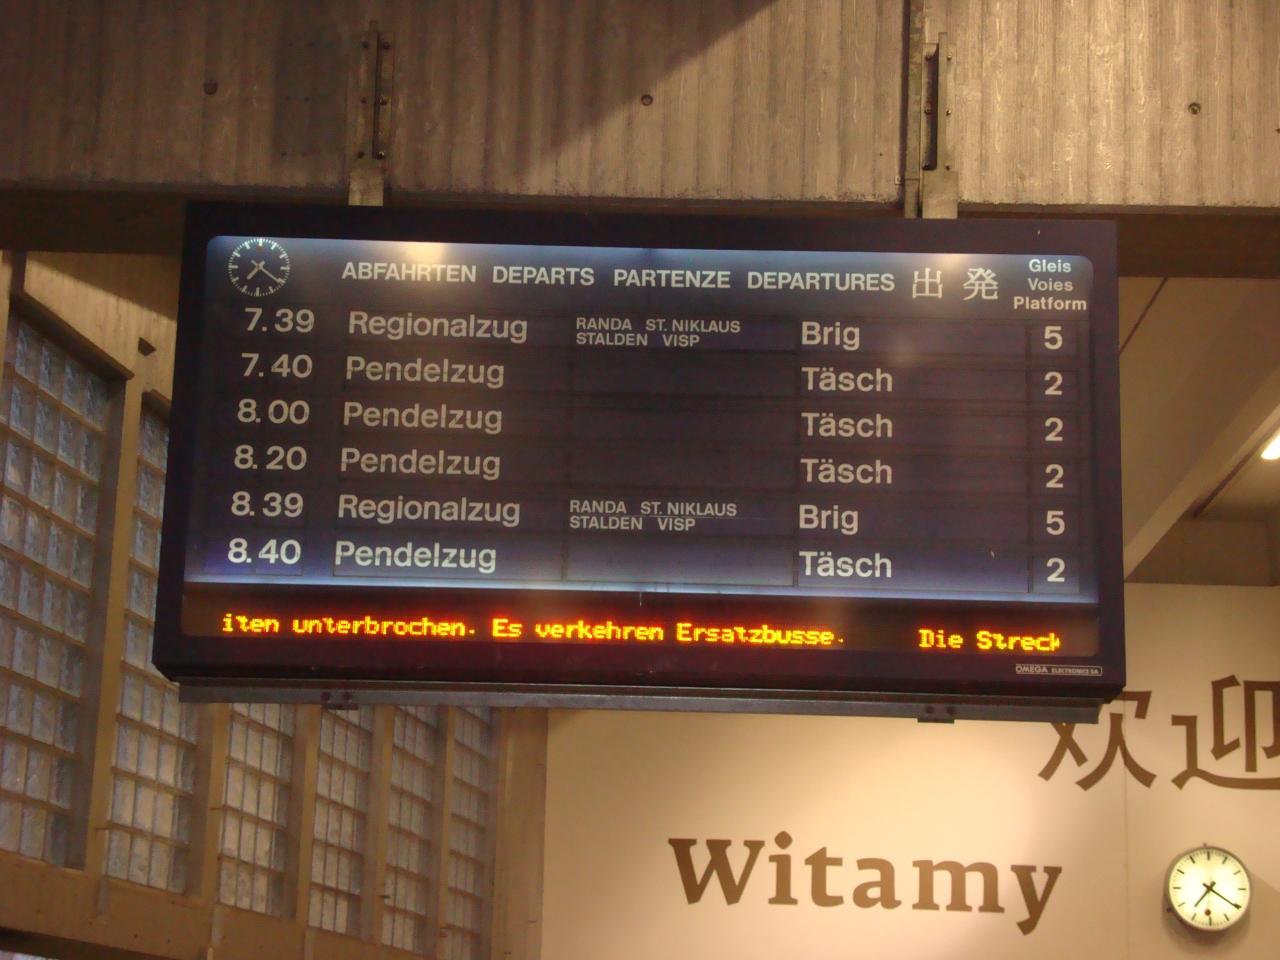 ABFAHRTEN DEPARTS PARTENZE DEPARTURES 出発
Gleis
Voies
Platform
7.39 Regionalzug RANDA ST. NIKLAUS STALDEN VISP Brig 5
7.40 Pendelzug Täsch 2
8.00 Pendelzug Täsch 2
8.20 Pendelzug Täsch 2
8.39 Regionalzug RANDA ST. NIKLAUS STALDEN VISP Brig 5
8.40 Pendelzug Täsch 2
iten unterbrochen. Es verkehren Ersatzbusse. Die Streck
OMEGA ELECTRONICS SA
欢迎
Witamy